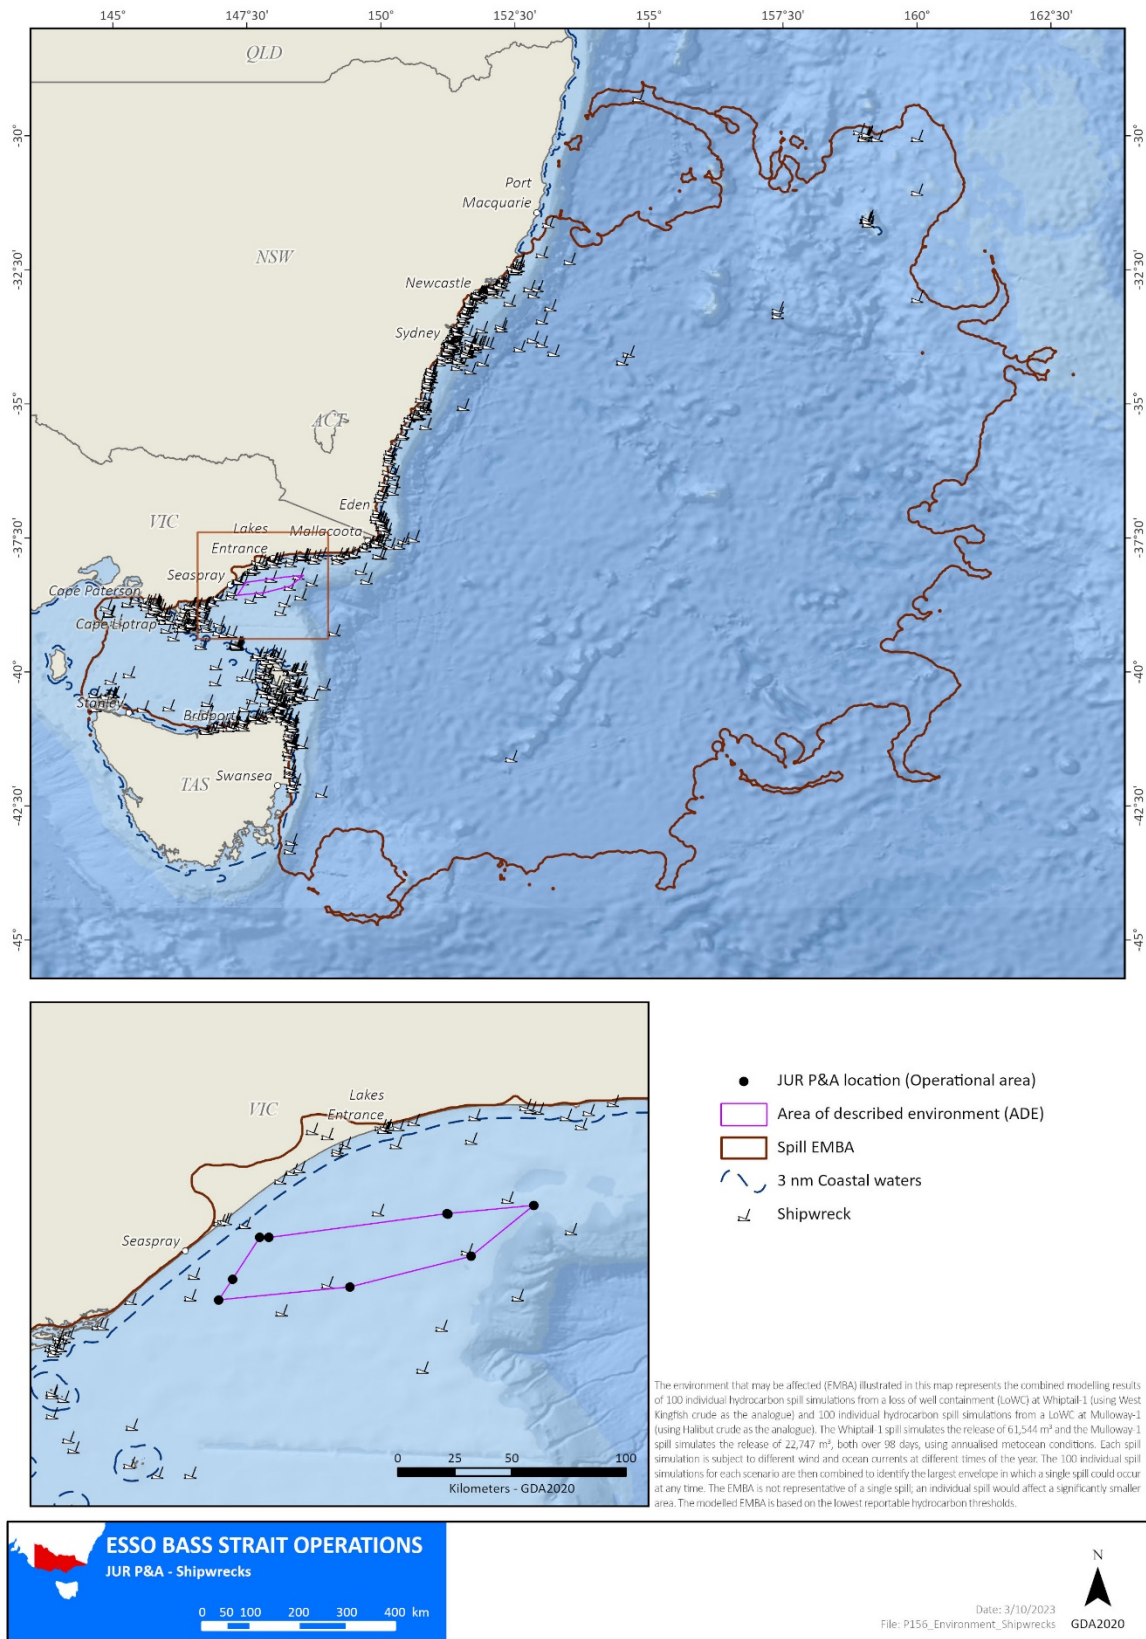 145° 147°30' 150° 152°30' 155° 157°30' 160° 162°30'
QLD
-30° -30°
Port
Macquarie
NSW
-32°30' -32°30'
Newcastle
Sydney
-35° -35°
ACT
Eden
VIC
Lakes
Entrance
Mallacoota
-37°30' -37°30'
Seaspray
Cape Paterson
Cape Liptrap
-40° -40°
Stanley
Bridport
TAS
Swansea
-42°30' -42°30'
-45° -45°
VIC
Lakes
Entrance
Seaspray
0 25 50 100
Kilometers - GDA2020
JUR P&A location (Operational area)
Area of described environment (ADE)
Spill EMBA
3 nm Coastal waters
Shipwreck
The environment that may be affected (EMBA) illustrated in this map represents the combined modelling results
of 100 individual hydrocarbon spill simulations from a loss of well containment (LoWC) at Whiptail-1 (using West
Kingfish crude as the analogue) and 100 individual hydrocarbon spill simulations from a LoWC at Mulloway-1
(using Halibut crude as the analogue). The Whiptail-1 spill simulates the release of 61,544 m³ and the Mulloway-1
spill simulates the release of 22,747 m³, both over 98 days, using annualised metocean conditions. Each spill
simulation is subject to different wind and ocean currents at different times of the year. The 100 individual spill
simulations for each scenario are then combined to identify the largest envelope in which a single spill could occur
at any time. The EMBA is not representative of a single spill; an individual spill would affect a significantly smaller
area. The modelled EMBA is based on the lowest reportable hydrocarbon thresholds.
ESSO BASS STRAIT OPERATIONS
JUR P&A - Shipwrecks
0 50 100 200 300 400 km
N
GDA2020
Date: 3/10/2023
File: P156_Environment_Shipwrecks